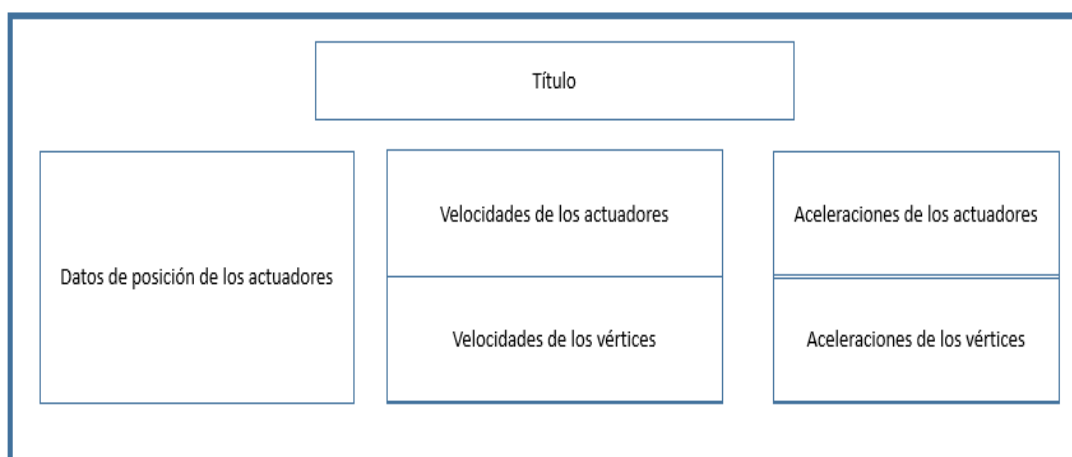 Título
Datos de posición de los actuadores
Velocidades de los actuadores
Velocidades de los vértices
Aceleraciones de los actuadores
Aceleraciones de los vértices